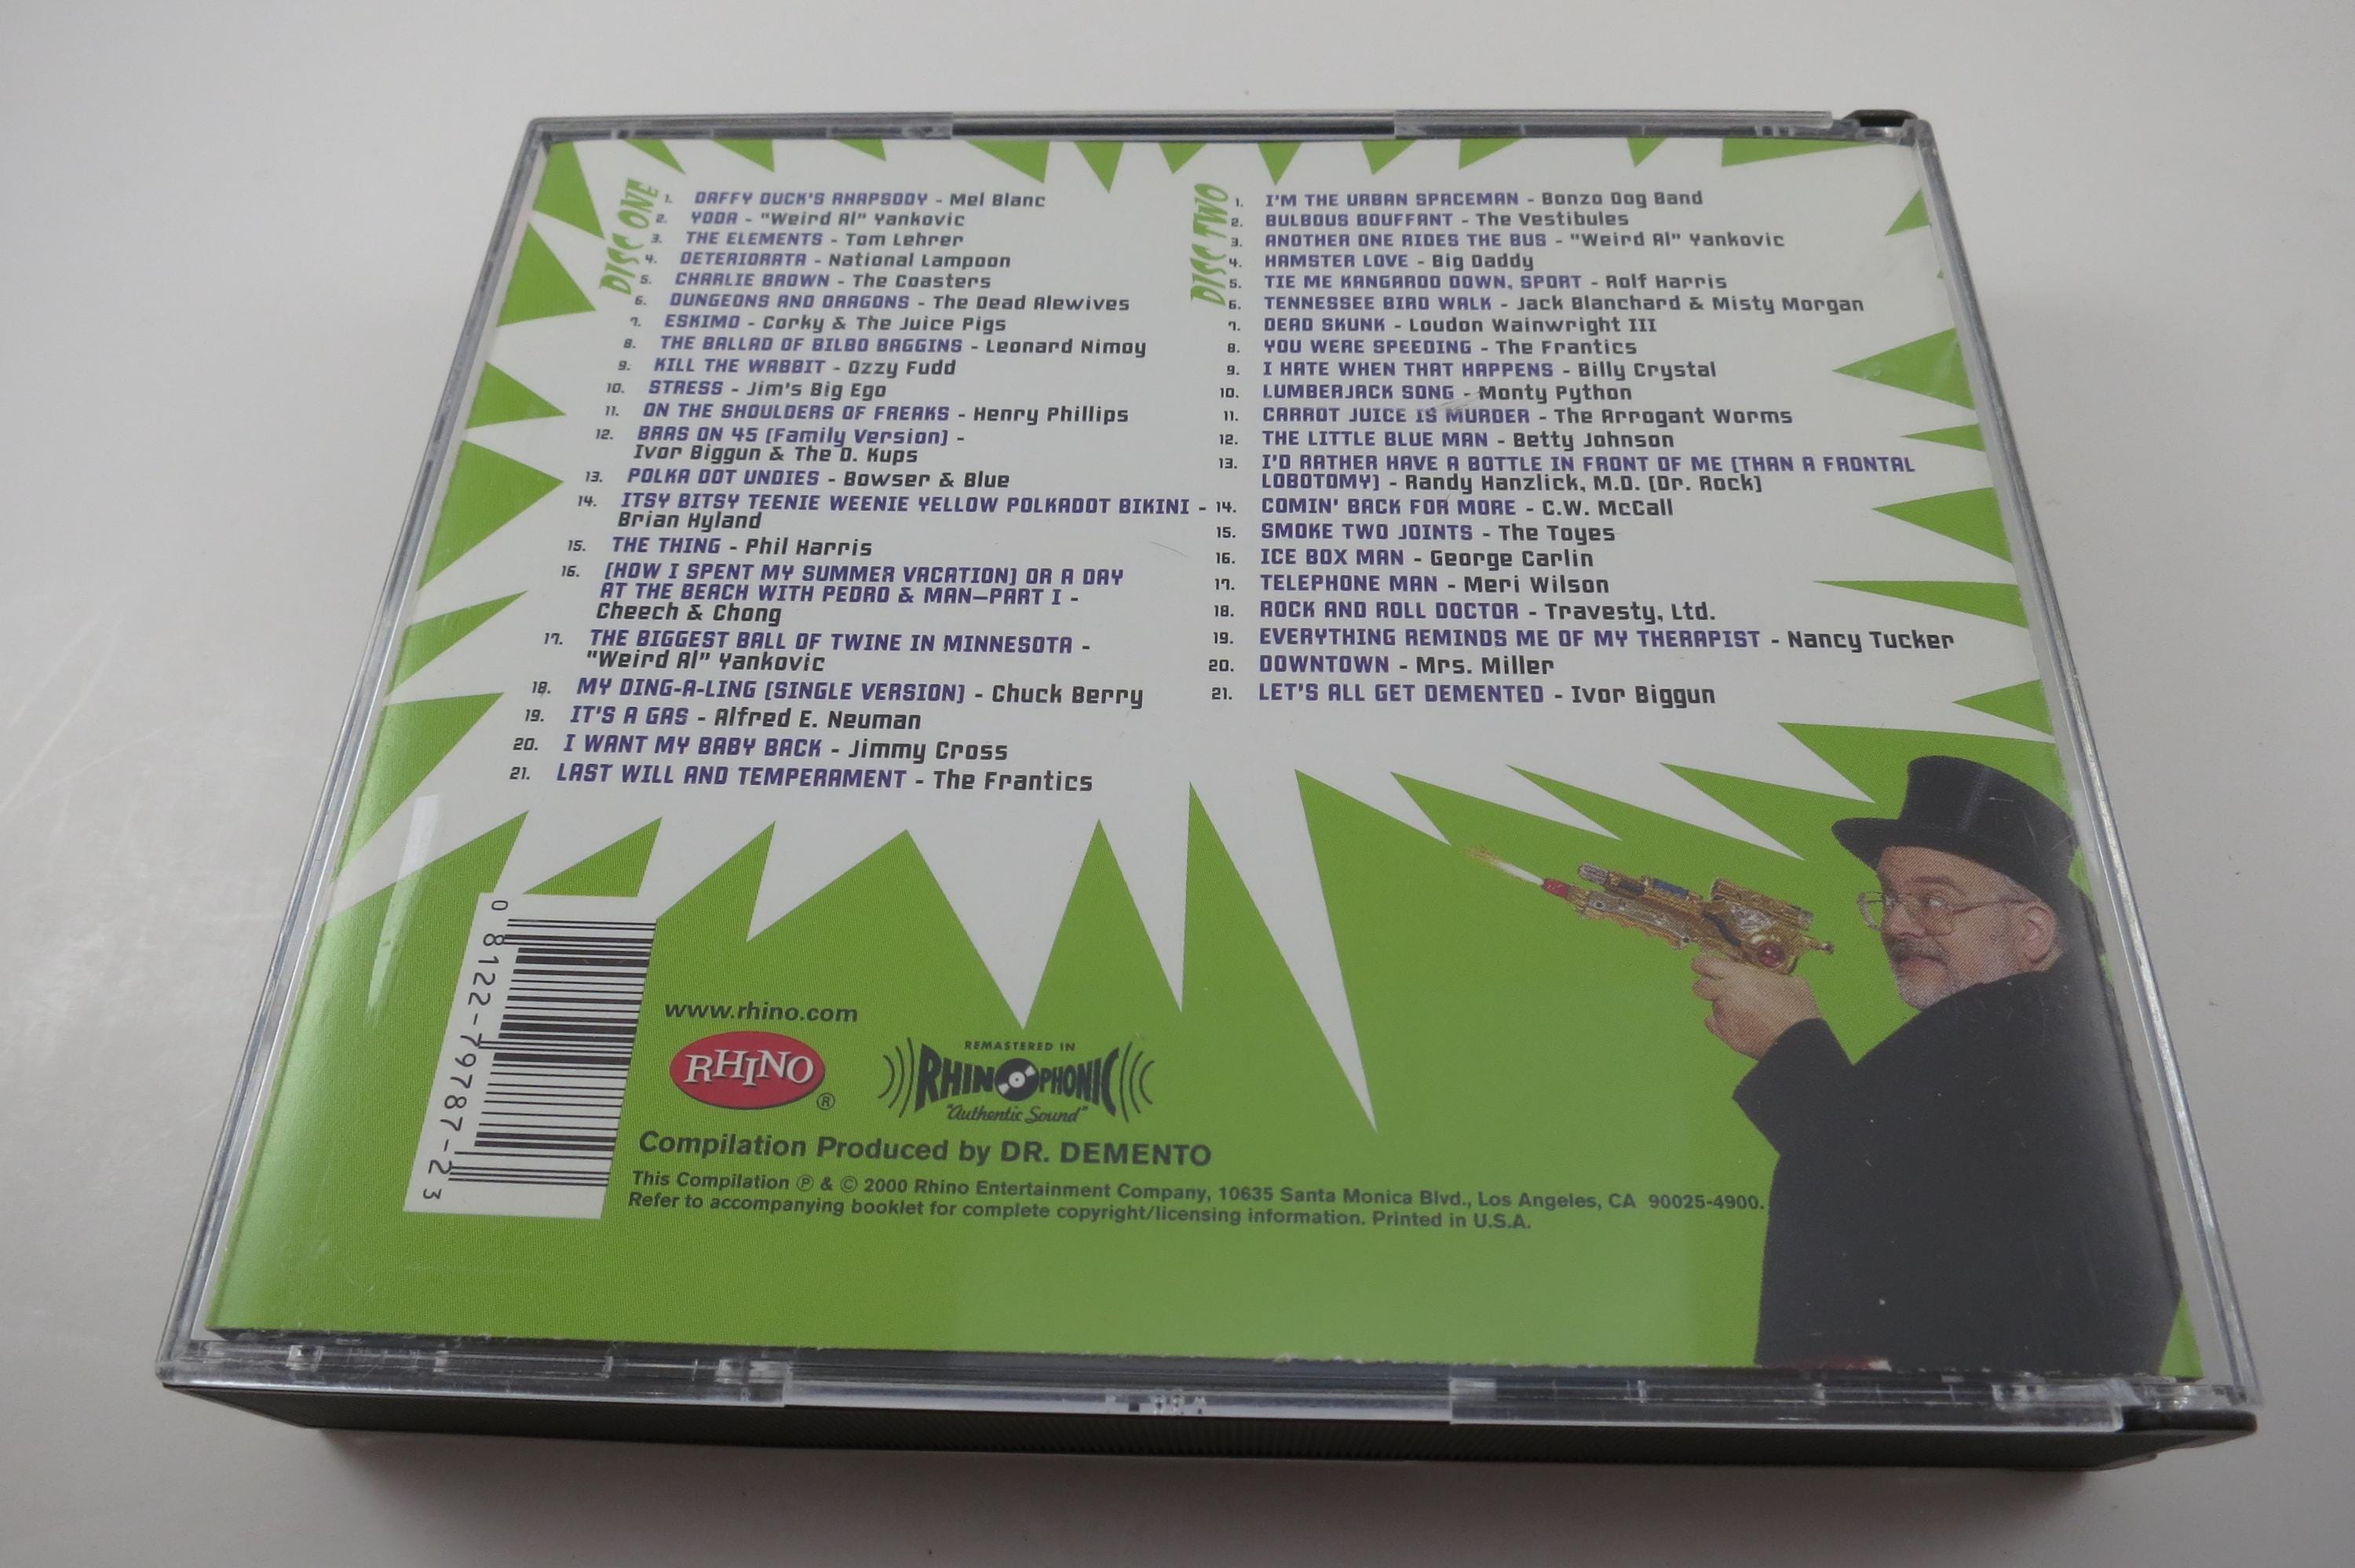 DISC ONE
1. DAFFY DUCK'S RHAPSODY - Mel Blanc
2. YODA - "Weird Al" Yankovic
3. THE ELEMENTS - Tom Lehrer
4. DETERIORATA - National Lampoon
5. CHARLIE BROWN - The Coasters
6. DUNGEONS AND DRAGONS - The Dead Alewives
7. ESKIMO - Corky & The Juice Pigs
8. THE BALLAD OF BILBO BAGGINS - Leonard Nimoy
9. KILL THE WABBIT - Ozzy Fudd
10. STRESS - Jim's Big Ego
11. ON THE SHOULDERS OF FREAKS - Henry Phillips
12. BRAS ON 45 (Family Version) -
Ivor Biggun & The D. Kups
13. POLKA DOT UNDIES - Bowser & Blue
14. ITSY BITSY TEENIE WEENIE YELLOW POLKADOT BIKINI -
Brian Hyland
15. THE THING - Phil Harris
16. (HOW I SPENT MY SUMMER VACATION) OR A DAY
AT THE BEACH WITH PEDRO & MAN—PART I -
Cheech & Chong
17. THE BIGGEST BALL OF TWINE IN MINNESOTA -
"Weird Al" Yankovic
18. MY DING-A-LING (SINGLE VERSION) - Chuck Berry
19. IT'S A GAS - Alfred E. Neuman
20. I WANT MY BABY BACK - Jimmy Cross
21. LAST WILL AND TEMPERAMENT - The Frantics
DISC TWO
1. I'M THE URBAN SPACEMAN - Bonzo Dog Band
2. BULBOUS BOUFFANT - The Vestibules
3. ANOTHER ONE RIDES THE BUS - "Weird Al" Yankovic
4. HAMSTER LOVE - Big Daddy
5. TIE ME KANGAROO DOWN, SPORT - Rolf Harris
6. TENNESSEE BIRD WALK - Jack Blanchard & Misty Morgan
7. DEAD SKUNK - Loudon Wainwright III
8. YOU WERE SPEEDING - The Frantics
9. I HATE WHEN THAT HAPPENS - Billy Crystal
10. LUMBERJACK SONG - Monty Python
11. CARROT JUICE IS MURDER - The Arrogant Worms
12. THE LITTLE BLUE MAN - Betty Johnson
13. I'D RATHER HAVE A BOTTLE IN FRONT OF ME (THAN A FRONTAL
LOBOTOMY) - Randy Hanzlick, M.D. (Dr. Rock)
14. COMIN' BACK FOR MORE - C.W. McCall
15. SMOKE TWO JOINTS - The Toyes
16. ICE BOX MAN - George Carlin
17. TELEPHONE MAN - Meri Wilson
18. ROCK AND ROLL DOCTOR - Travesty, Ltd.
19. EVERYTHING REMINDS ME OF MY THERAPIST - Nancy Tucker
20. DOWNTOWN - Mrs. Miller
21. LET'S ALL GET DEMENTED - Ivor Biggun
0 8122-79787-2 3
www.rhino.com
RHINO ®
REMASTERED IN
RHINOPHONIC
"Authentic Sound"
Compilation Produced by DR. DEMENTO
This Compilation ℗ & © 2000 Rhino Entertainment Company, 10635 Santa Monica Blvd., Los Angeles, CA 90025-4900.
Refer to accompanying booklet for complete copyright/licensing information. Printed in U.S.A.